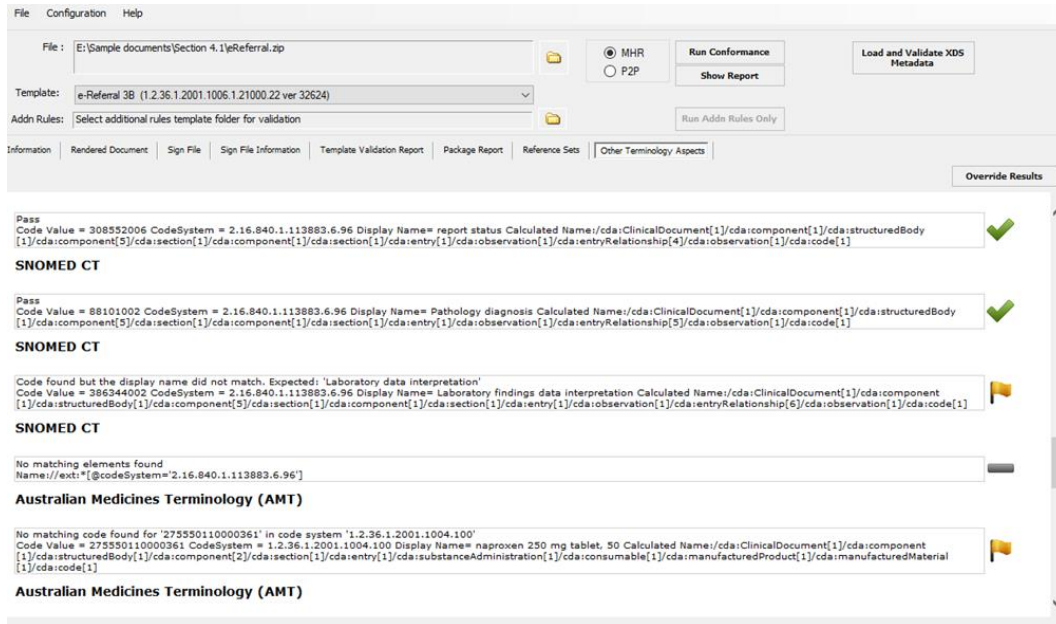 File Configuration Help
File : E:\Sample documents\Section 4.1\eReferral.zip
MHR
P2P
Run Conformance
Show Report
Load and Validate XDS
Metadata
Template: e-Referral 3B (1.2.36.1.2001.1006.1.21000.22 ver 32624)
Addn Rules: Select additional rules template folder for validation
Run Addn Rules Only
Information Rendered Document Sign File Sign File Information Template Validation Report Package Report Reference Sets Other Terminology Aspects
Override Results
Pass
Code Value = 308552006 CodeSystem = 2.16.840.1.113883.6.96 Display Name= report status Calculated Name:/cda:ClinicalDocument[1]/cda:component[1]/cda:structuredBody
[1]/cda:component[5]/cda:section[1]/cda:component[1]/cda:section[1]/cda:entry[1]/cda:observation[1]/cda:entryRelationship[4]/cda:observation[1]/cda:code[1]
SNOMED CT
Pass
Code Value = 88101002 CodeSystem = 2.16.840.1.113883.6.96 Display Name= Pathology diagnosis Calculated Name:/cda:ClinicalDocument[1]/cda:component[1]/cda:structuredBody
[1]/cda:component[5]/cda:section[1]/cda:component[1]/cda:section[1]/cda:entry[1]/cda:observation[1]/cda:entryRelationship[5]/cda:observation[1]/cda:code[1]
SNOMED CT
Code found but the display name did not match. Expected: 'Laboratory data interpretation'
Code Value = 386344002 CodeSystem = 2.16.840.1.113883.6.96 Display Name= Laboratory findings data interpretation Calculated Name:/cda:ClinicalDocument[1]/cda:component
[1]/cda:structuredBody[1]/cda:component[5]/cda:section[1]/cda:component[1]/cda:section[1]/cda:entry[1]/cda:observation[1]/cda:entryRelationship[6]/cda:observation[1]/cda:code[1]
SNOMED CT
No matching elements found
Name://ext:*[@codeSystem='2.16.840.1.113883.6.96']
Australian Medicines Terminology (AMT)
No matching code found for '275550110000361' in code system '1.2.36.1.2001.1004.100'
Code Value = 275550110000361 CodeSystem = 1.2.36.1.2001.1004.100 Display Name= naproxen 250 mg tablet, 50 Calculated Name:/cda:ClinicalDocument[1]/cda:component
[1]/cda:structuredBody[1]/cda:component[2]/cda:section[1]/cda:entry[1]/cda:substanceAdministration[1]/cda:consumable[1]/cda:manufacturedProduct[1]/cda:manufacturedMaterial
[1]/cda:code[1]
Australian Medicines Terminology (AMT)